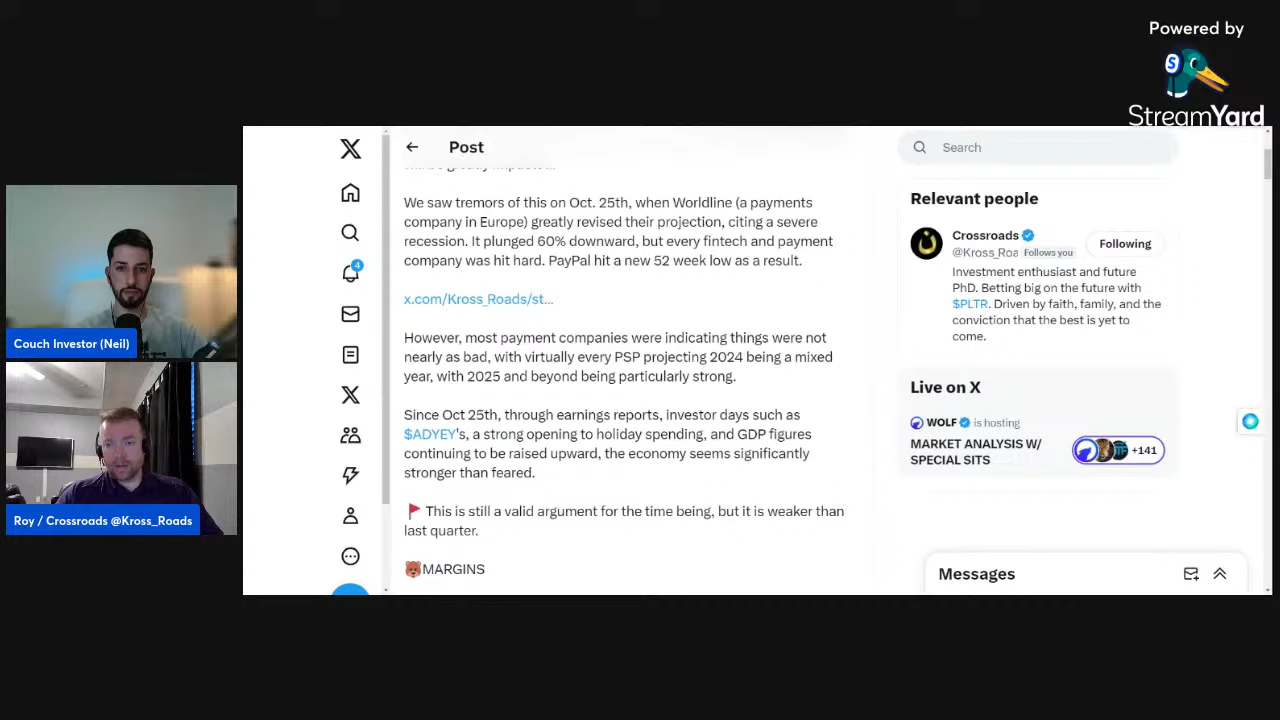 Powered by
S
StreamYard
Couch Investor (Neil)
Roy / Crossroads @Kross_Roads
4
Post
We saw tremors of this on Oct. 25th, when Worldline (a payments
company in Europe) greatly revised their projection, citing a severe
recession. It plunged 60% downward, but every fintech and payment
company was hit hard. PayPal hit a new 52 week low as a result.
x.com/Kross_Roads/st...
However, most payment companies were indicating things were not
nearly as bad, with virtually every PSP projecting 2024 being a mixed
year, with 2025 and beyond being particularly strong.
Since Oct 25th, through earnings reports, investor days such as
$ADYEY's, a strong opening to holiday spending, and GDP figures
continuing to be raised upward, the economy seems significantly
stronger than feared.
🚩 This is still a valid argument for the time being, but it is weaker than
last quarter.
🐻MARGINS
Search
Relevant people
Crossroads
@Kross_Roa Follows you
Following
Investment enthusiast and future
PhD. Betting big on the future with
$PLTR. Driven by faith, family, and the
conviction that the best is yet to
come.
Live on X
WOLF is hosting
MARKET ANALYSIS W/
SPECIAL SITS
+141
Messages